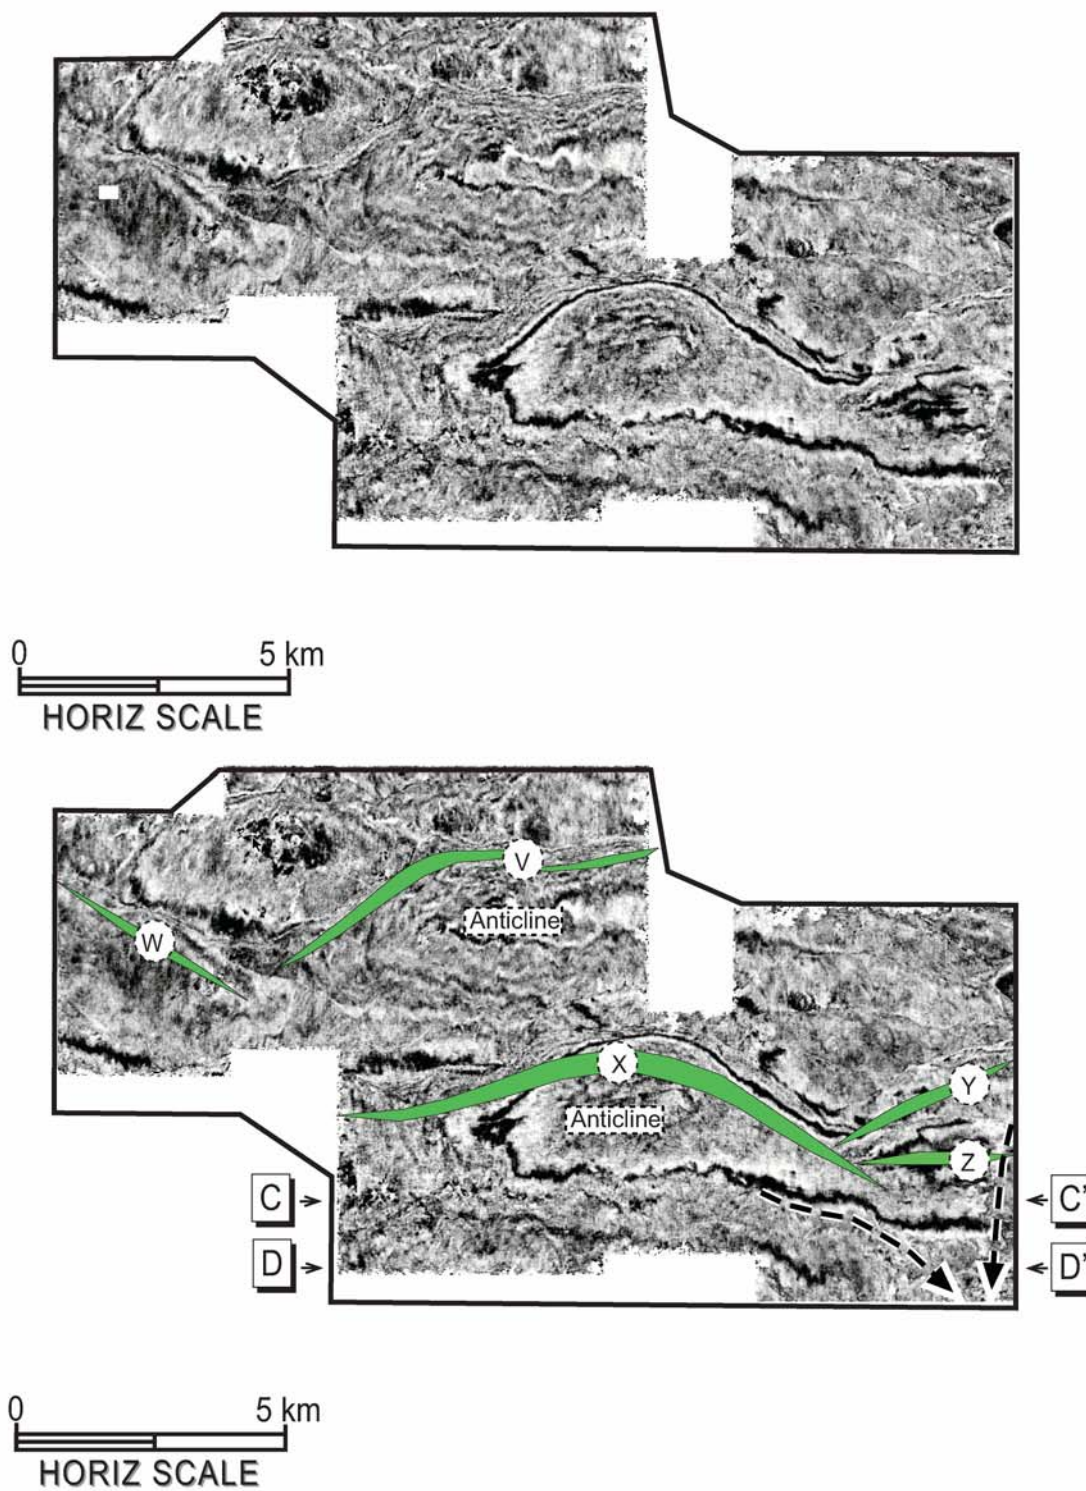 0 5 km
HORIZ SCALE
V
W
Anticline
X
Y
Anticline
Z
C C'
D D'
0 5 km
HORIZ SCALE